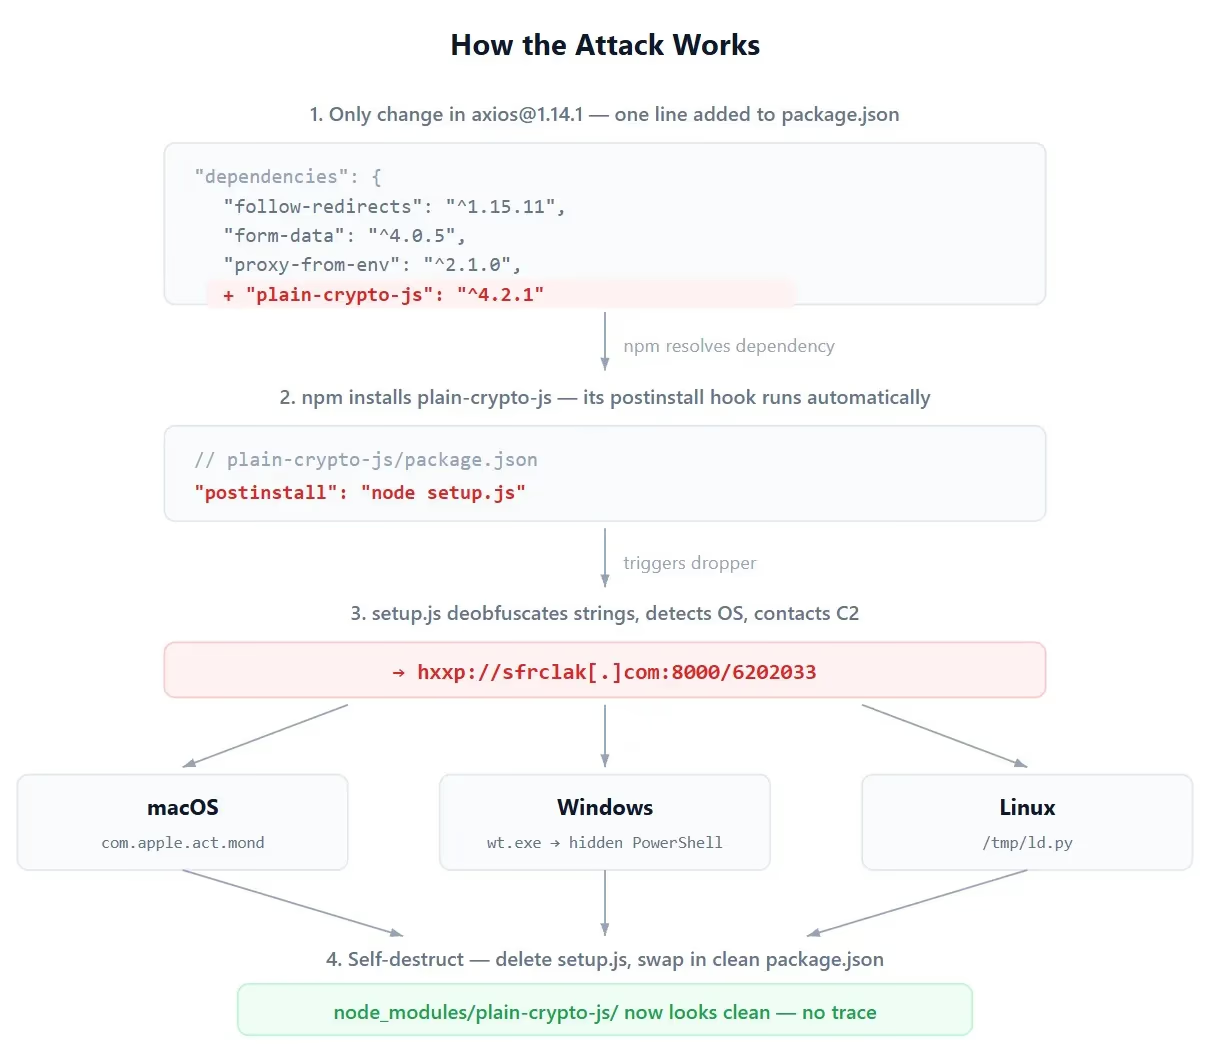 How the Attack Works
1. Only change in axios@1.14.1 — one line added to package.json
"dependencies": {
"follow-redirects": "^1.15.11",
"form-data": "^4.0.5",
"proxy-from-env": "^2.1.0",
+ "plain-crypto-js": "^4.2.1"
npm resolves dependency
2. npm installs plain-crypto-js — its postinstall hook runs automatically
// plain-crypto-js/package.json
"postinstall": "node setup.js"
triggers dropper
3. setup.js deobfuscates strings, detects OS, contacts C2
→ hxxp://sfrclak[.]com:8000/6202033
macOS
com.apple.act.mond
Windows
wt.exe → hidden PowerShell
Linux
/tmp/ld.py
4. Self-destruct — delete setup.js, swap in clean package.json
node_modules/plain-crypto-js/ now looks clean — no trace